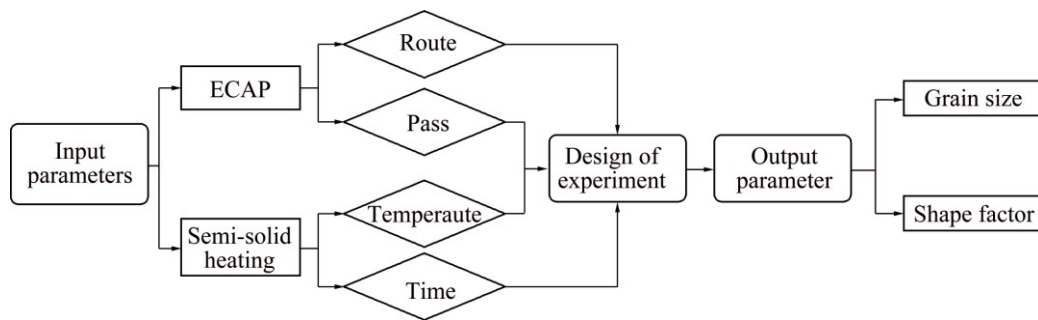 Input
parameters
ECAP
Semi-solid
heating
Route
Pass
Temperaute
Time
Design of
experiment
Output
parameter
Grain size
Shape factor